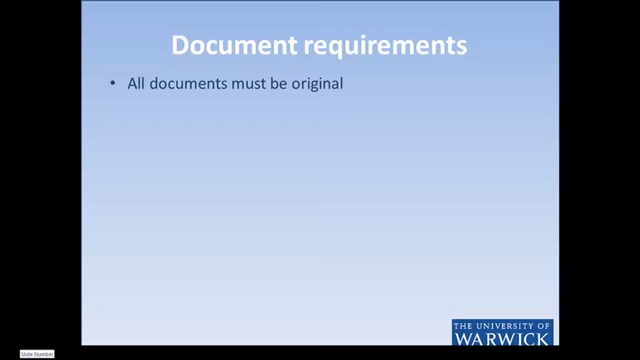 Document requirements
• All documents must be original
THE UNIVERSITY OF
WARWICK
Slide Number